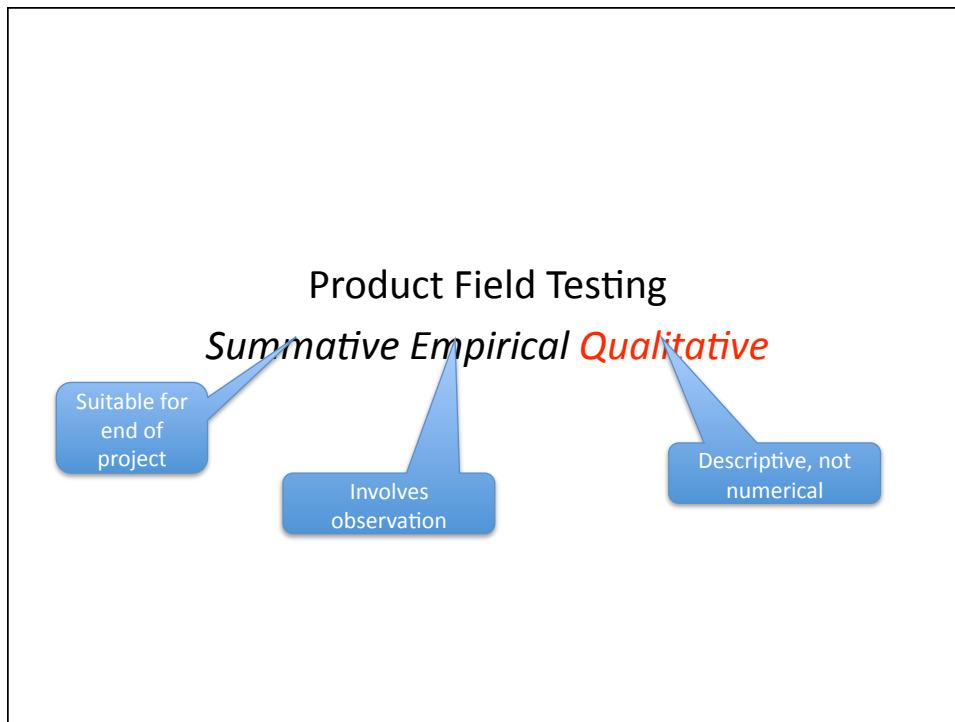 Product Field Testing
Summative Empirical Qualitative
Suitable for
end of
project
Involves
observation
Descriptive, not
numerical